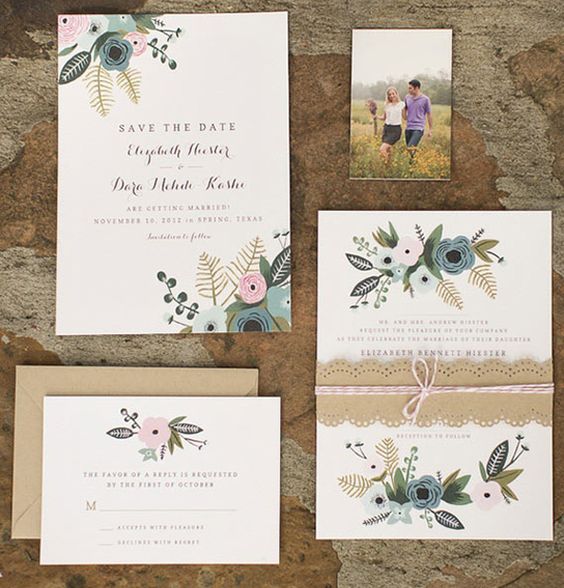 SAVE THE DATE
Elizabeth Hiester
&
Dara Mehde-Kashe
ARE GETTING MARRIED!
NOVEMBER 10, 2012 in SPRING, TEXAS
Invitation to follow
MR. AND MRS. ANDREW HIESTER
REQUEST THE PLEASURE OF YOUR COMPANY
AS THEY CELEBRATE THE MARRIAGE OF THEIR DAUGHTER
ELIZABETH BENNETT HIESTER
RECEPTION TO FOLLOW
THE FAVOR OF A REPLY IS REQUESTED
BY THE FIRST OF OCTOBER
M
ACCEPTS WITH PLEASURE
DECLINES WITH REGRET